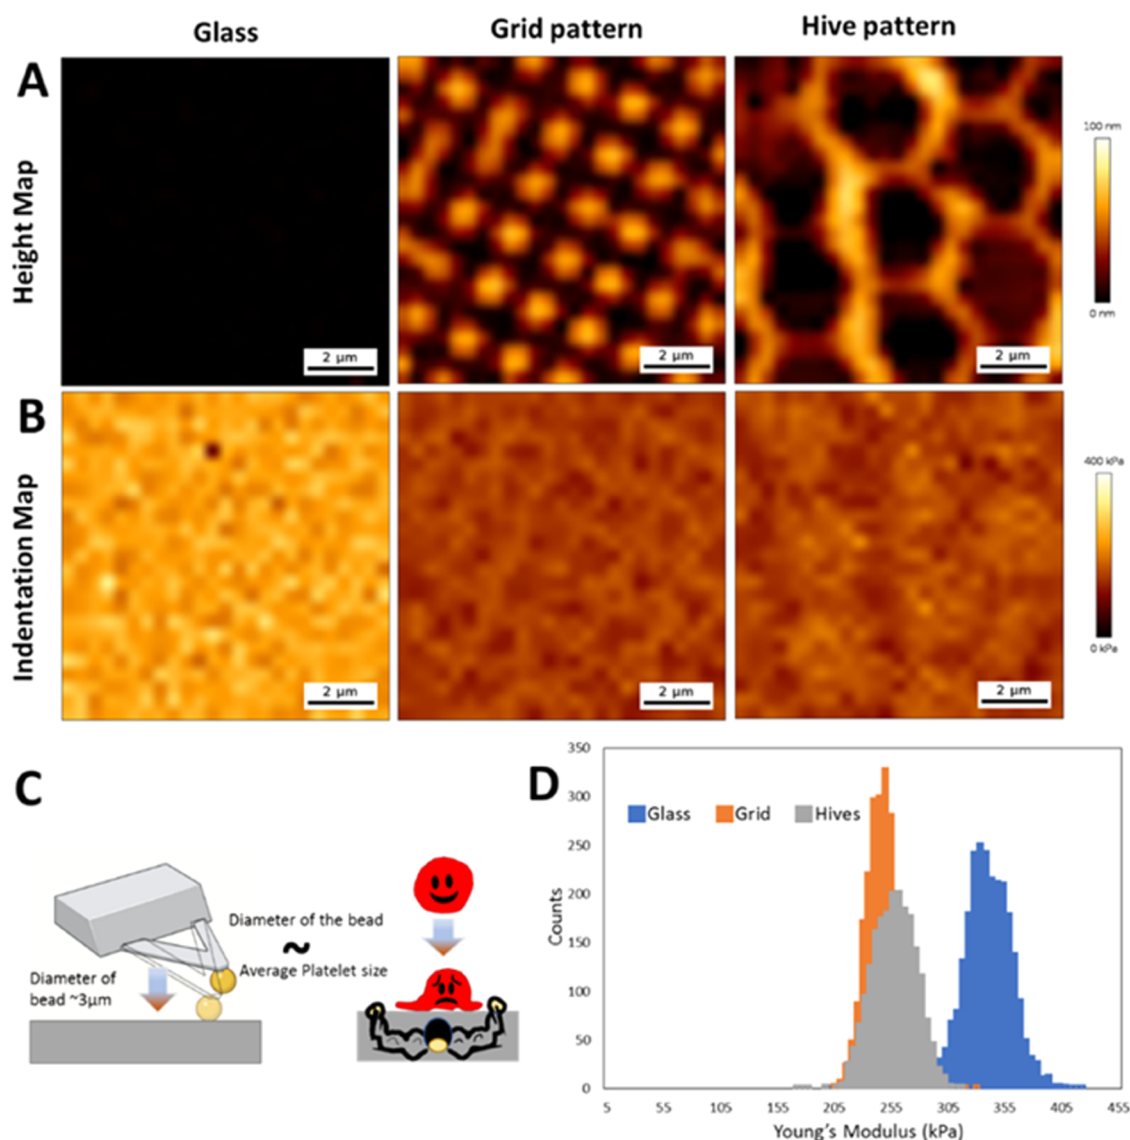 Glass
Grid pattern
Hive pattern
A
Height Map
2 μm
2 μm
2 μm
100 nm
0 nm
B
Indentation Map
2 μm
2 μm
2 μm
400 kPa
0 kPa
C
Diameter of the bead
~
Average Platelet size
Diameter of
bead ~3μm
D
Counts
350
300
250
200
150
100
50
0
Glass
Grid
Hives
5 55 105 155 205 255 305 355 405 455
Young's Modulus (kPa)